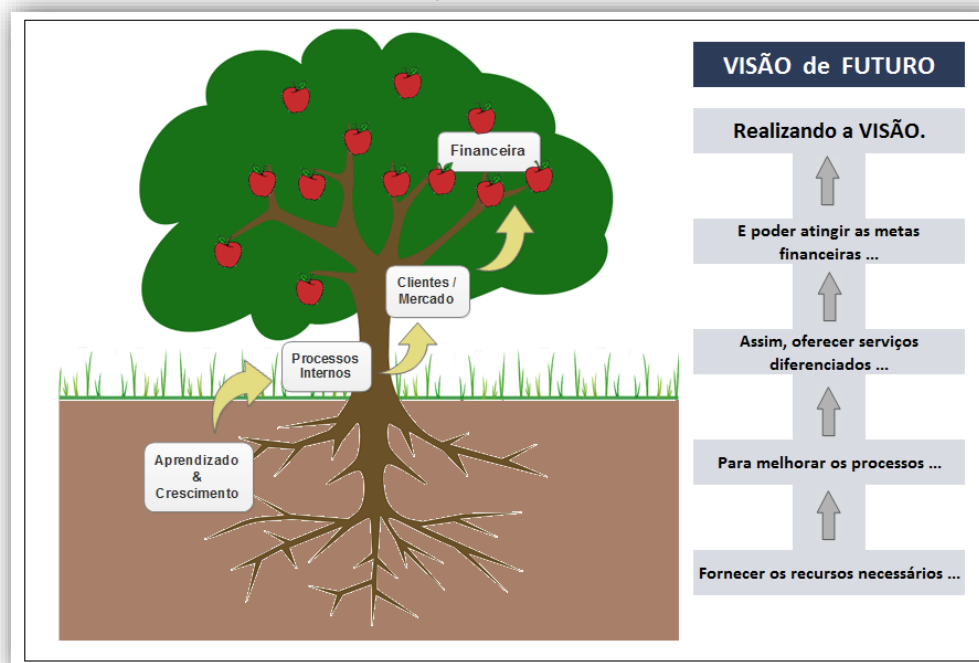 VISÃO de FUTURO
Realizando a VISÃO.
E poder atingir as metas
financeiras ...
Assim, oferecer serviços
diferenciados ...
Para melhorar os processos ...
Fornecer os recursos necessários ...
Financeira
Clientes /
Mercado
Processos
Internos
Aprendizado
&
Crescimento